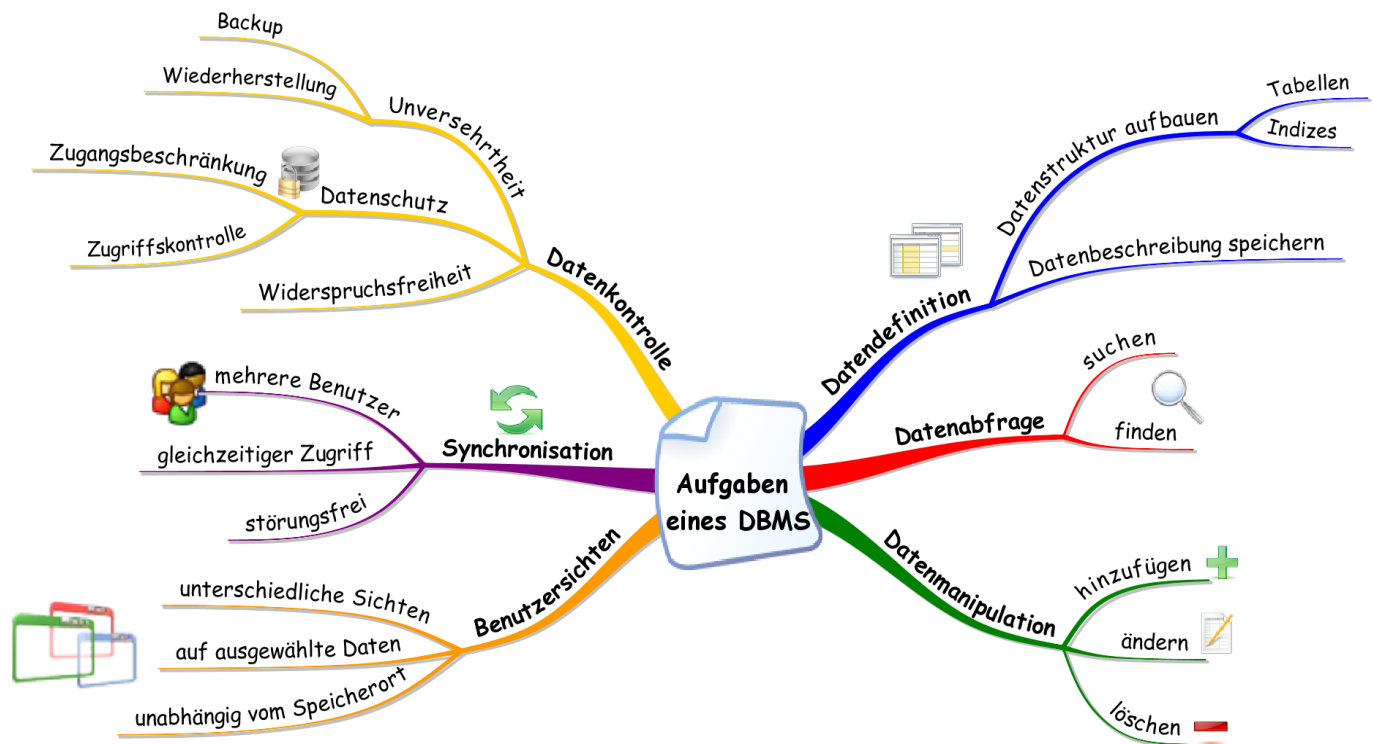 Aufgaben
eines DBMS
Datenkontrolle
Unversehrtheit
Backup
Wiederherstellung
Datenschutz
Zugangsbeschränkung
Zugriffskontrolle
Widerspruchsfreiheit
Synchronisation
mehrere Benutzer
gleichzeitiger Zugriff
störungsfrei
Benutzersichten
unterschiedliche Sichten
auf ausgewählte Daten
unabhängig vom Speicherort
Datendefinition
Datenstruktur aufbauen
Tabellen
Indizes
Datenbeschreibung speichern
Datenabfrage
suchen
finden
Datenmanipulation
hinzufügen
ändern
löschen